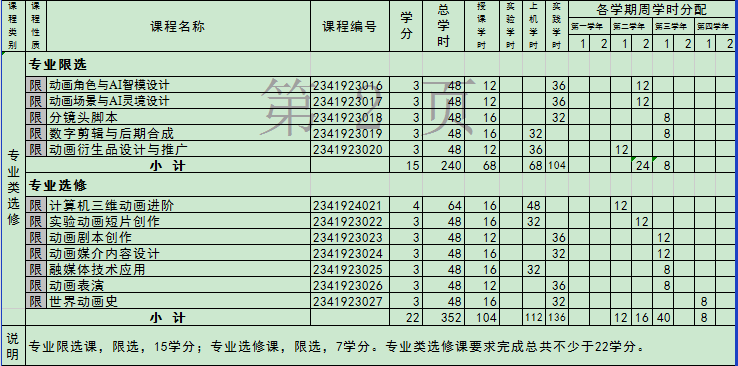 课程类别 课程性质 课程名称 课程编号 学分 总学时 授课学时 实验学时 上机学时 实践学时 各学期周学时分配
第一学年 第二学年 第三学年 第四学年
1 2 1 2 1 2 1 2
专业类选修
专业限选
限 动画角色与AI智模设计 2341923016 3 48 12 36 12
限 动画场景与AI灵境设计 2341923017 3 48 12 36 12
限 分镜头脚本 2341923018 3 48 16 32 8
限 数字剪辑与后期合成 2341923019 3 48 16 32 8
限 动画衍生品设计与推广 2341923020 3 48 12 36 12
小 计 15 240 68 68 104 24 8
专业选修
限 计算机三维动画进阶 2341924021 4 64 16 48 12
限 实验动画短片创作 2341923022 3 48 16 32 12
限 动画剧本创作 2341923023 3 48 12 36 12
限 动画媒介内容设计 2341923024 3 48 16 32 12
限 融媒体技术应用 2341923025 3 48 16 32 8
限 动画表演 2341923026 3 48 12 36 8
限 世界动画史 2341923027 3 48 16 32 8
小 计 22 352 104 112 136 12 16 40 8
说明 专业限选课，限选，15学分；专业选修课，限选，7学分。专业类选修课要求完成总共不少于22学分。
第 2 页